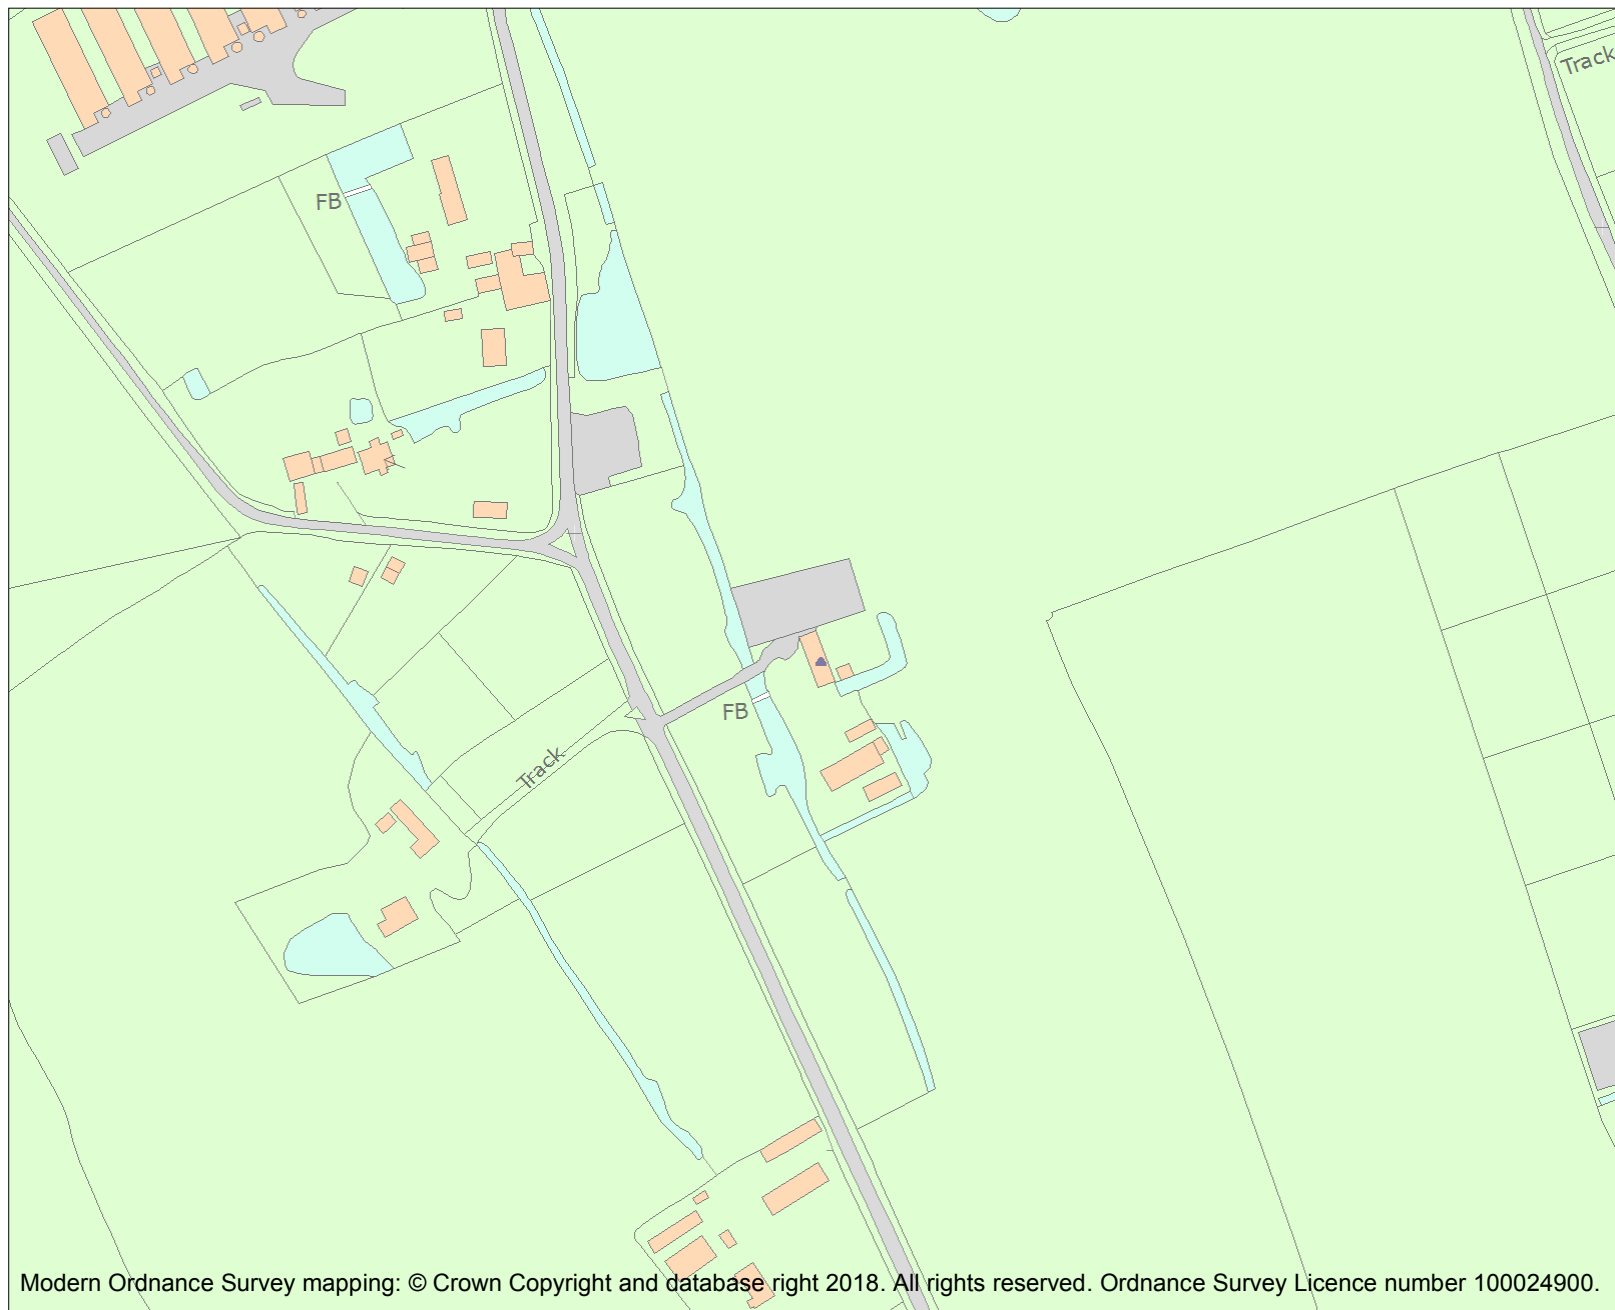 Track
FB
FB
Track
Modern Ordnance Survey mapping: © Crown Copyright and database right 2018. All rights reserved. Ordnance Survey Licence number 100024900.